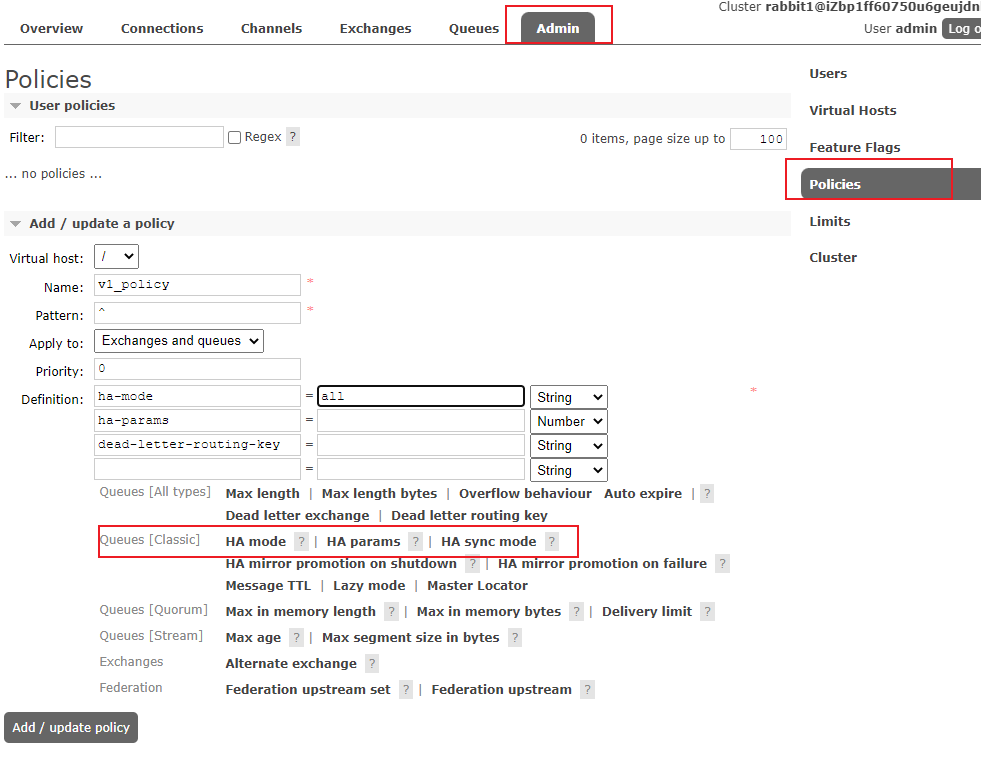 Cluster rabbit1@iZbp1ff60750u6geujdn
Overview Connections Channels Exchanges Queues Admin User admin Log o
Policies
User policies
Filter: Regex ? 0 items, page size up to 100
... no policies ...
Add / update a policy
Virtual host: /
Name: v1_policy *
Pattern: ^ *
Apply to: Exchanges and queues
Priority: 0
Definition: ha-mode = all String *
ha-params = Number
dead-letter-routing-key = String
= String
Queues [All types] Max length | Max length bytes | Overflow behaviour Auto expire | ?
Dead letter exchange | Dead letter routing key
Queues [Classic] HA mode ? | HA params ? | HA sync mode ?
HA mirror promotion on shutdown ? | HA mirror promotion on failure ?
Message TTL | Lazy mode | Master Locator
Queues [Quorum] Max in memory length ? | Max in memory bytes ? | Delivery limit ?
Queues [Stream] Max age ? | Max segment size in bytes ?
Exchanges Alternate exchange ?
Federation Federation upstream set ? | Federation upstream ?
Add / update policy
Users
Virtual Hosts
Feature Flags
Policies
Limits
Cluster